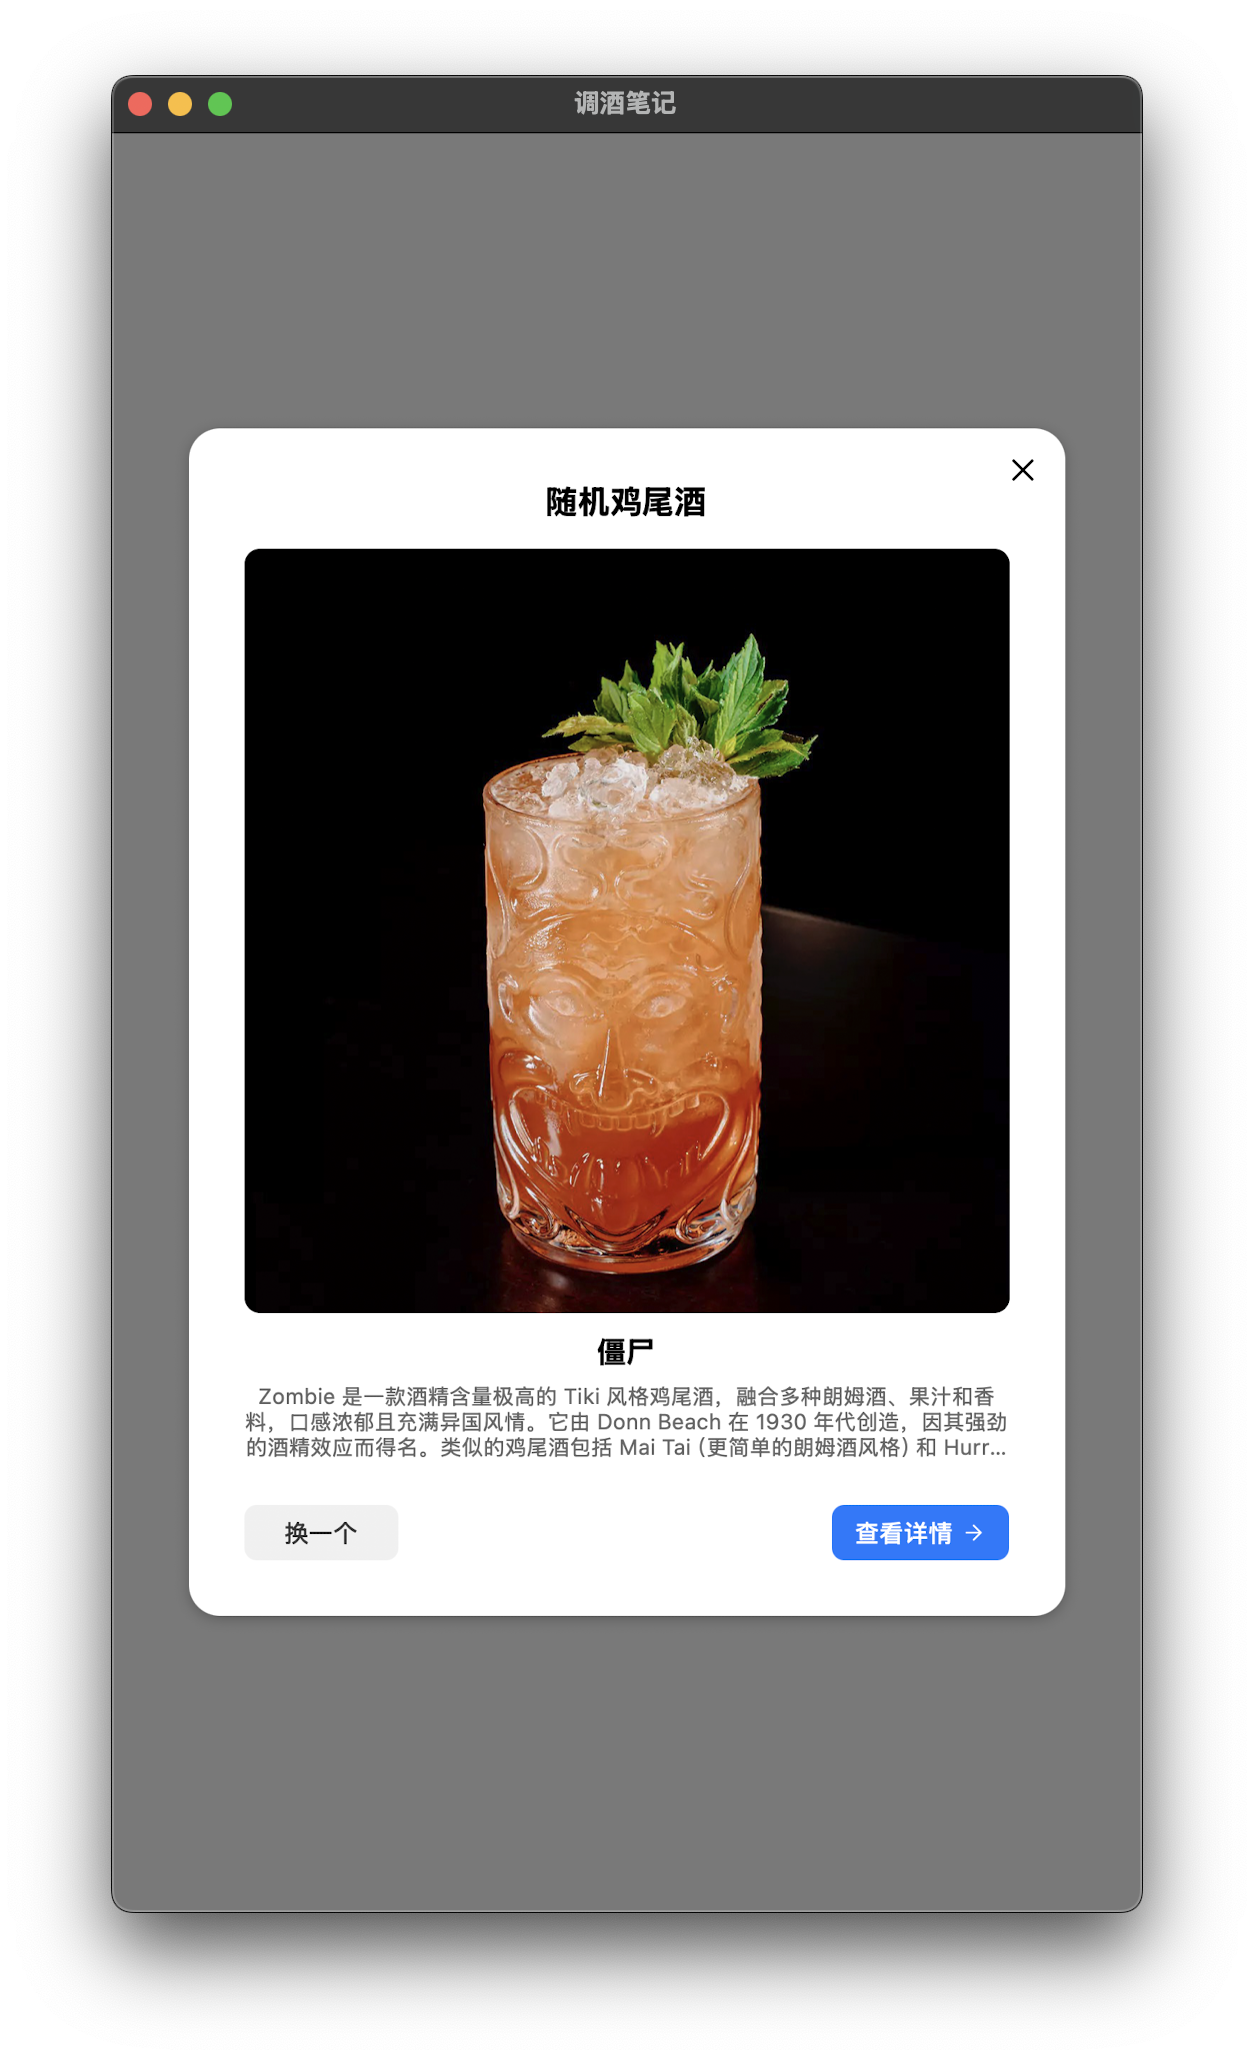 调酒笔记
随机鸡尾酒
僵尸
Zombie 是一款酒精含量极高的 Tiki 风格鸡尾酒，融合多种朗姆酒、果汁和香
料，口感浓郁且充满异国风情。它由 Donn Beach 在 1930 年代创造，因其强劲
的酒精效应而得名。类似的鸡尾酒包括 Mai Tai（更简单的朗姆酒风格）和 Hurr...
换一个
查看详情 →